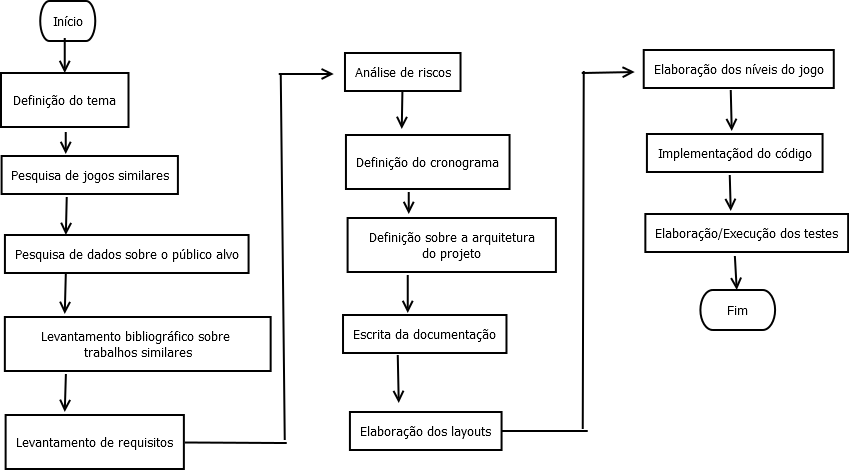 Início
Definição do tema
Pesquisa de jogos similares
Pesquisa de dados sobre o público alvo
Levantamento bibliográfico sobre
trabalhos similares
Levantamento de requisitos
Análise de riscos
Definição do cronograma
Definição sobre a arquitetura
do projeto
Escrita da documentação
Elaboração dos layouts
Elaboração dos níveis do jogo
Implementaçãod do código
Elaboração/Execução dos testes
Fim